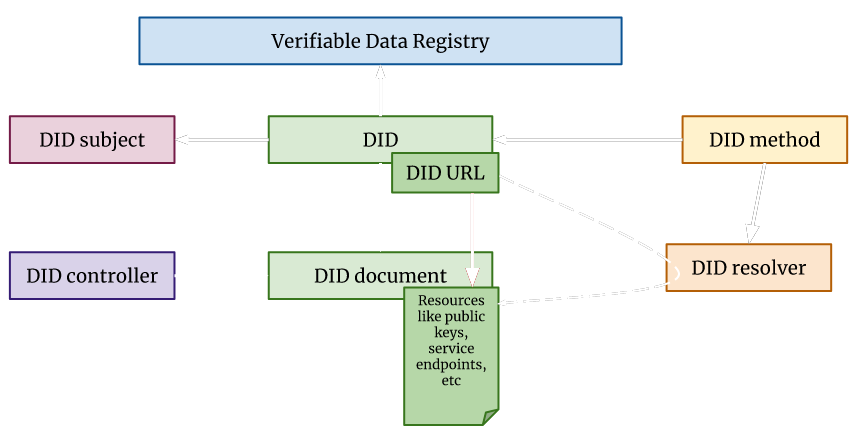 Verifiable Data Registry
DID subject
DID
DID method
DID URL
DID controller
DID document
DID resolver
Resources
like public
keys,
service
endpoints,
etc